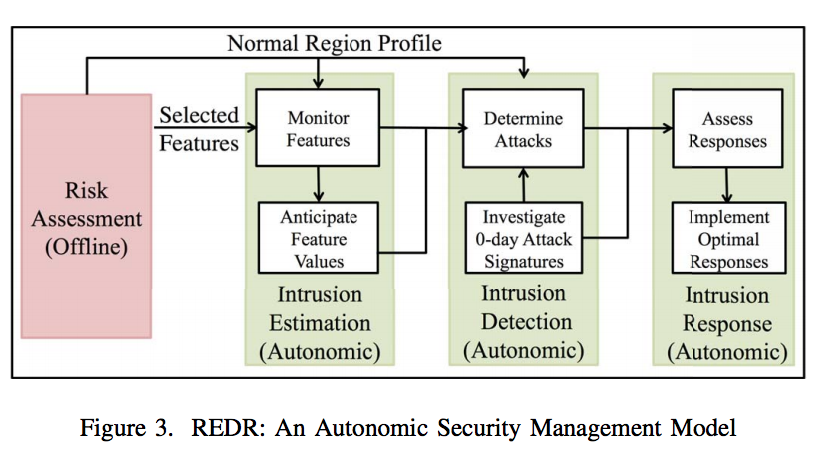 Normal Region Profile
Selected
Features
Risk
Assessment
(Offline)
Monitor
Features
Anticipate
Feature
Values
Intrusion
Estimation
(Autonomic)
Determine
Attacks
Investigate
0-day Attack
Signatures
Intrusion
Detection
(Autonomic)
Assess
Responses
Implement
Optimal
Responses
Intrusion
Response
(Autonomic)
Figure 3. REDR: An Autonomic Security Management Model